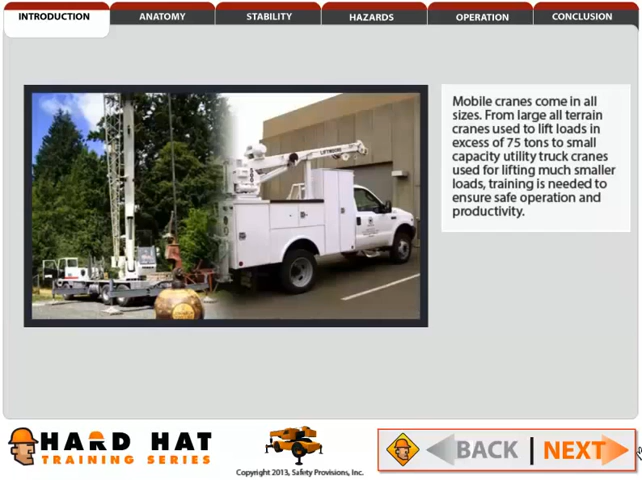 INTRODUCTION
ANATOMY
STABILITY
HAZARDS
OPERATION
CONCLUSION
Mobile cranes come in all
sizes. From large all terrain
cranes used to lift loads in
excess of 75 tons to small
capacity utility truck cranes
used for lifting much smaller
loads, training is needed to
ensure safe operation and
productivity.
LIFTMOORE
HARD HAT
TRAINING SERIES
Copyright 2013, Safety Provisions, Inc.
BACK | NEXT